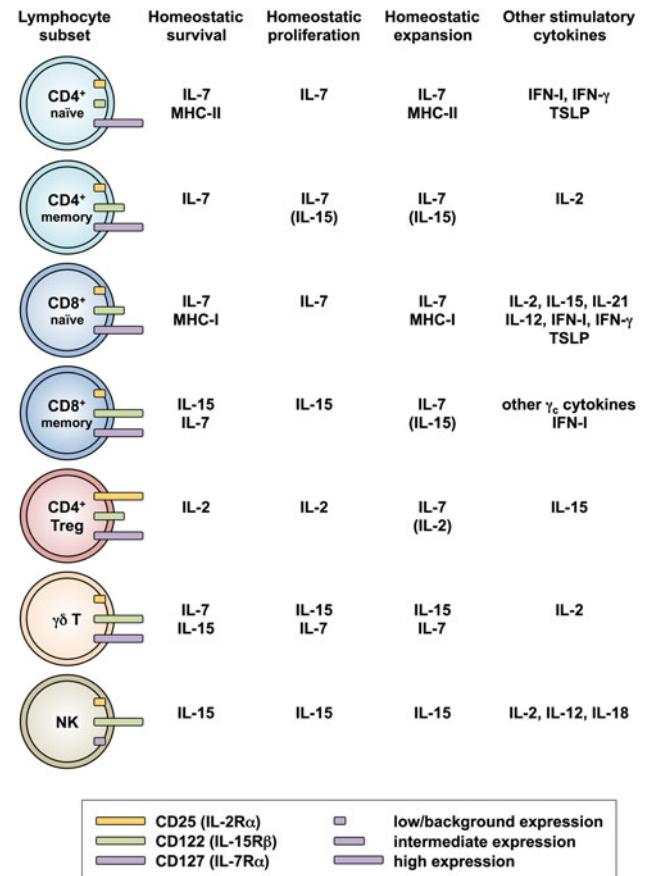 Lymphocyte subset
Homeostatic survival
Homeostatic proliferation
Homeostatic expansion
Other stimulatory cytokines
CD4⁺
naïve
IL-7
MHC-II
IL-7
IL-7
MHC-II
IFN-I, IFN-γ
TSLP
CD4⁺
memory
IL-7
IL-7
(IL-15)
IL-7
(IL-15)
IL-2
CD8⁺
naïve
IL-7
MHC-I
IL-7
IL-7
MHC-I
IL-2, IL-15, IL-21
IL-12, IFN-I, IFN-γ
TSLP
CD8⁺
memory
IL-15
IL-7
IL-15
IL-7
(IL-15)
other γc cytokines
IFN-I
CD4⁺
Treg
IL-2
IL-2
IL-7
(IL-2)
IL-15
γδ T
IL-7
IL-15
IL-15
IL-7
IL-15
IL-7
IL-2
NK
IL-15
IL-15
IL-15
IL-2, IL-12, IL-18
CD25 (IL-2Rα)
CD122 (IL-15Rβ)
CD127 (IL-7Rα)
low/background expression
intermediate expression
high expression